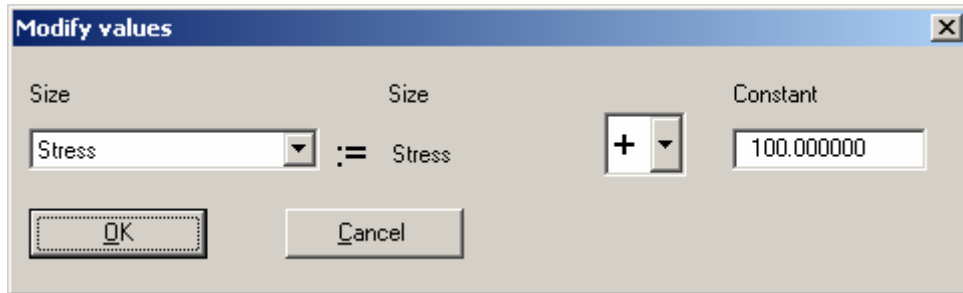 Modify values
Size Size Constant
Stress := Stress + 100.000000
OK Cancel